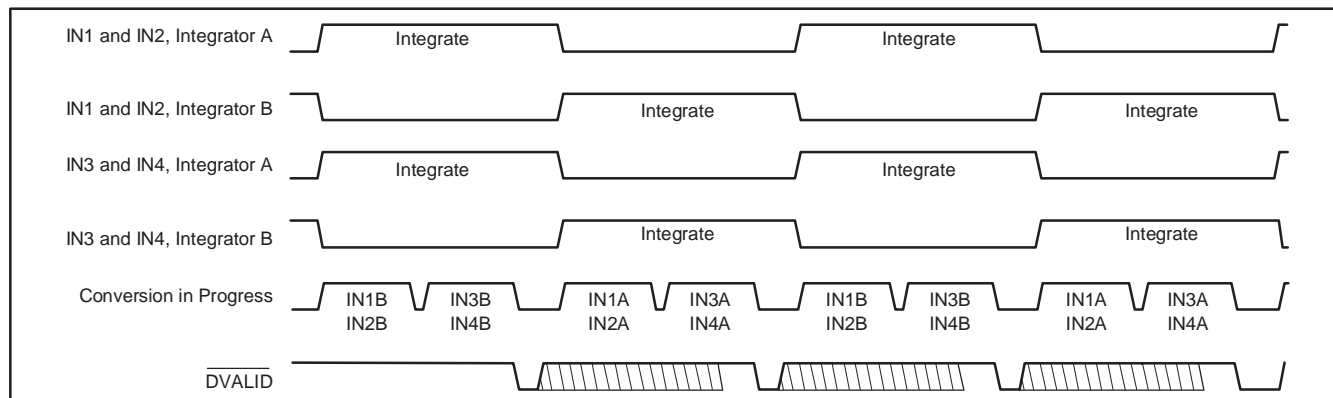 IN1 and IN2, Integrator A
Integrate
Integrate
IN1 and IN2, Integrator B
Integrate
Integrate
IN3 and IN4, Integrator A
Integrate
Integrate
IN3 and IN4, Integrator B
Integrate
Integrate
Conversion in Progress
IN1B IN3B IN1A IN3A IN1B IN3B IN1A IN3A
IN2B IN4B IN2A IN4A IN2B IN4B IN2A IN4A
DVALID